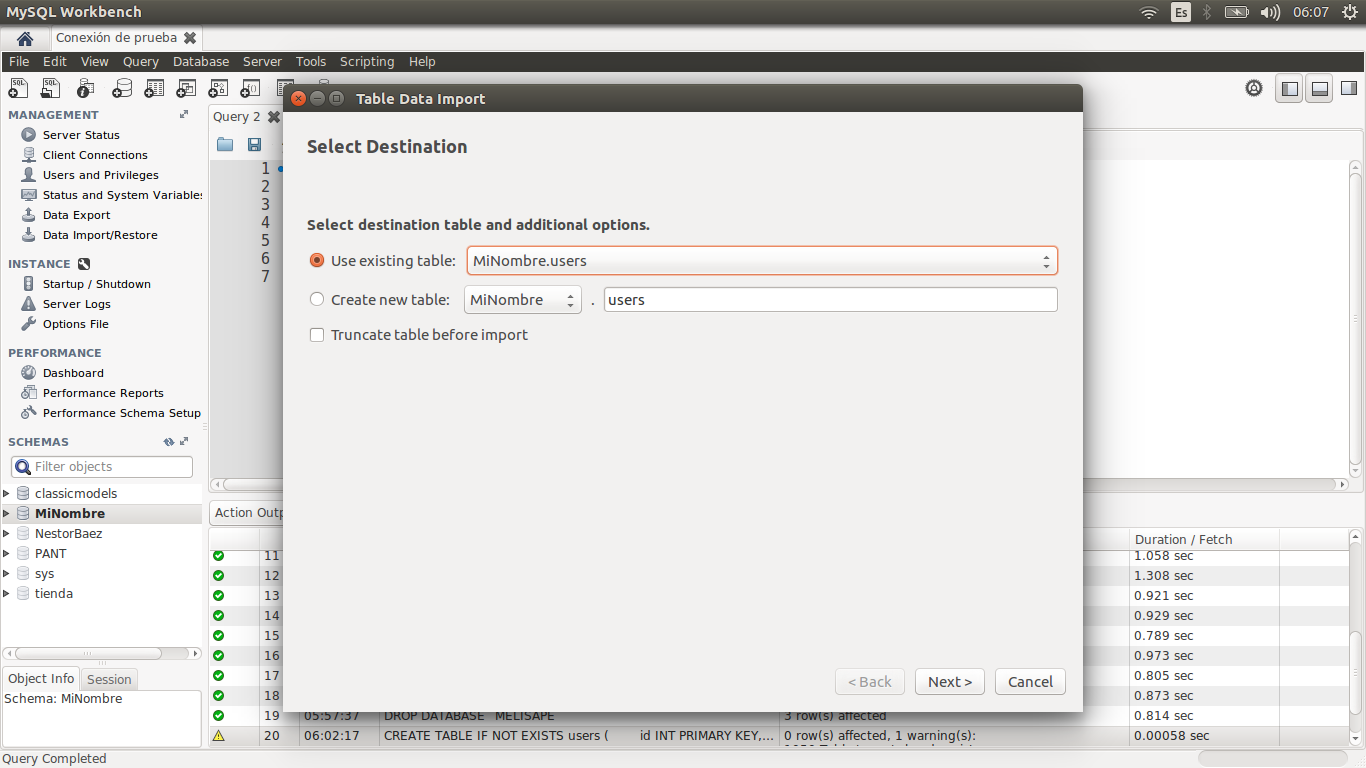 MySQL Workbench
Es
06:07
Conexión de prueba
File Edit View Query Database Server Tools Scripting Help
MANAGEMENT
Server Status
Client Connections
Users and Privileges
Status and System Variables
Data Export
Data Import/Restore
INSTANCE
Startup / Shutdown
Server Logs
Options File
PERFORMANCE
Dashboard
Performance Reports
Performance Schema Setup
SCHEMAS
Filter objects
classicmodels
MiNombre
NestorBaez
PANT
sys
tienda
Object Info Session
Schema: MiNombre
Query Completed
Query 2
1
2
3
4
5
6
7
Table Data Import
Select Destination
Select destination table and additional options.
Use existing table: MiNombre.users
Create new table: MiNombre . users
Truncate table before import
< Back Next > Cancel
Action Outp
Duration / Fetch
11 1.058 sec
12 1.308 sec
13 0.921 sec
14 0.929 sec
15 0.789 sec
16 0.973 sec
17 0.805 sec
18 0.873 sec
19 05:57:37 DROP DATABASE MELISAPE 3 row(s) affected 0.814 sec
20 06:02:17 CREATE TABLE IF NOT EXISTS users ( id INT PRIMARY KEY,... 0 row(s) affected, 1 warning(s): 0.00058 sec